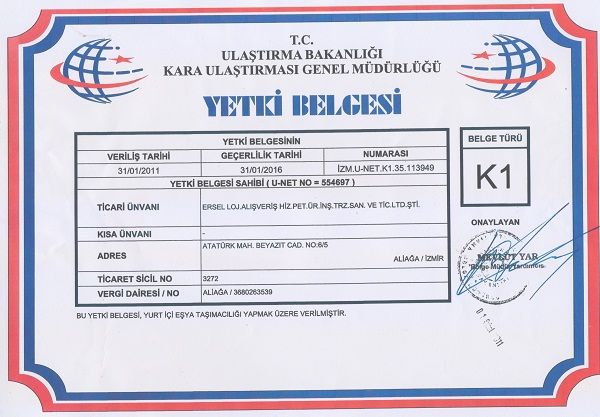 T.C.
ULAŞTIRMA BAKANLIĞI
KARA ULAŞTIRMASI GENEL MÜDÜRLÜĞÜ
YETKİ BELGESİ
YETKİ BELGESİNİN
VERİLİŞ TARİHİ GEÇERLİLİK TARİHİ NUMARASI
31/01/2011 31/01/2016 İZM.U-NET.K1.35.113949
YETKİ BELGESİ SAHİBİ ( U-NET NO = 554697 )
TİCARİ ÜNVANI ERSEL LOJ.ALIŞVERİŞ HİZ.PET.ÜR.İNŞ.TRZ.SAN. VE TİC.LTD.ŞTİ.
KISA ÜNVANI -
ADRES ATATÜRK MAH. BEYAZIT CAD. NO:6/5
ALİAĞA / İZMİR
TİCARET SİCİL NO 3272
VERGİ DAİRESİ / NO ALİAĞA / 3680263539
BU YETKİ BELGESİ, YURT İÇİ EŞYA TAŞIMACILIĞI YAPMAK ÜZERE VERİLMİŞTİR.
BELGE TÜRÜ
K1
ONAYLAYAN
MEVLÜT YAR
Bölge Müdür Yardımcısı